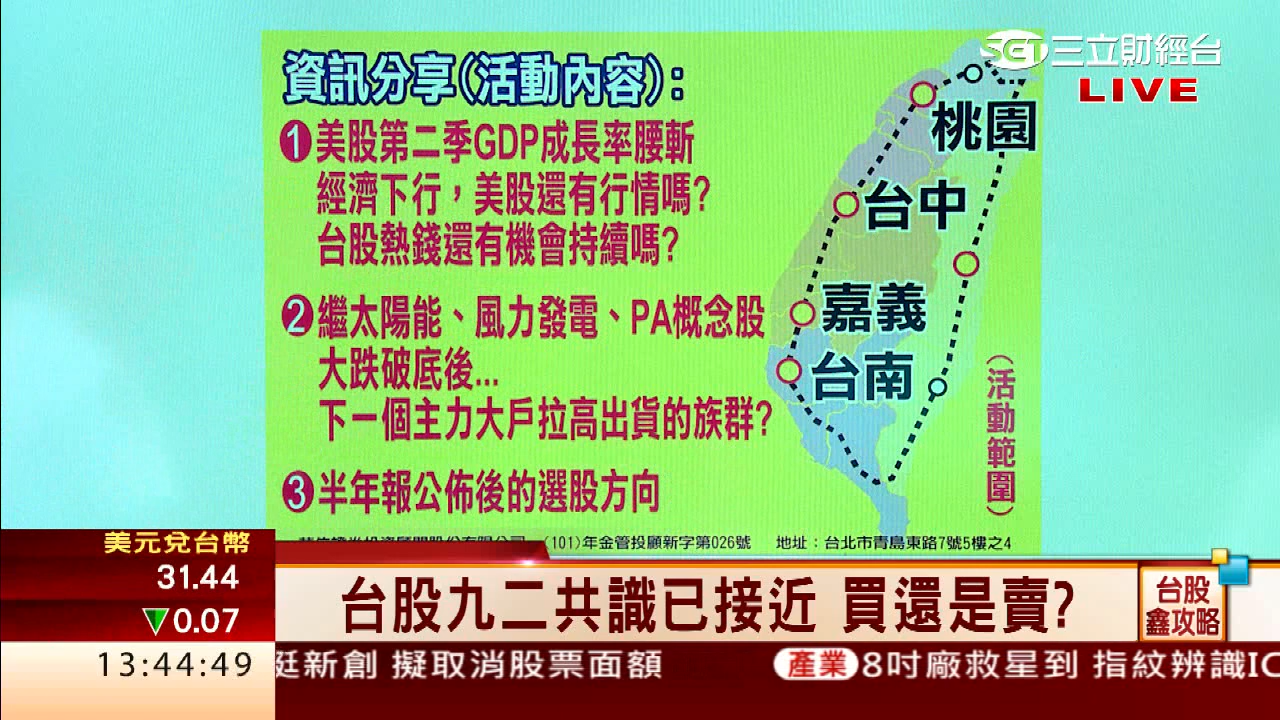 SGT 三立財經台
LIVE
資訊分享(活動內容):
1 美股第二季GDP成長率腰斬
經濟下行,美股還有行情嗎?
台股熱錢還有機會持續嗎?
2 繼太陽能、風力發電、PA概念股
大跌破底後...
下一個主力大戶拉高出貨的族群?
3 半年報公佈後的選股方向
桃園
台中
嘉義
台南
(活動範圍)
(101)年金管投顧新字第026號 地址:台北市青島東路7號5樓之4
美元兌台幣
31.44
▼0.07
13:44:49
台股九二共識已接近 買還是賣?
台股
鑫攻略
挺新創 擬取消股票面額 產業 8吋廠救星到 指紋辨識IC